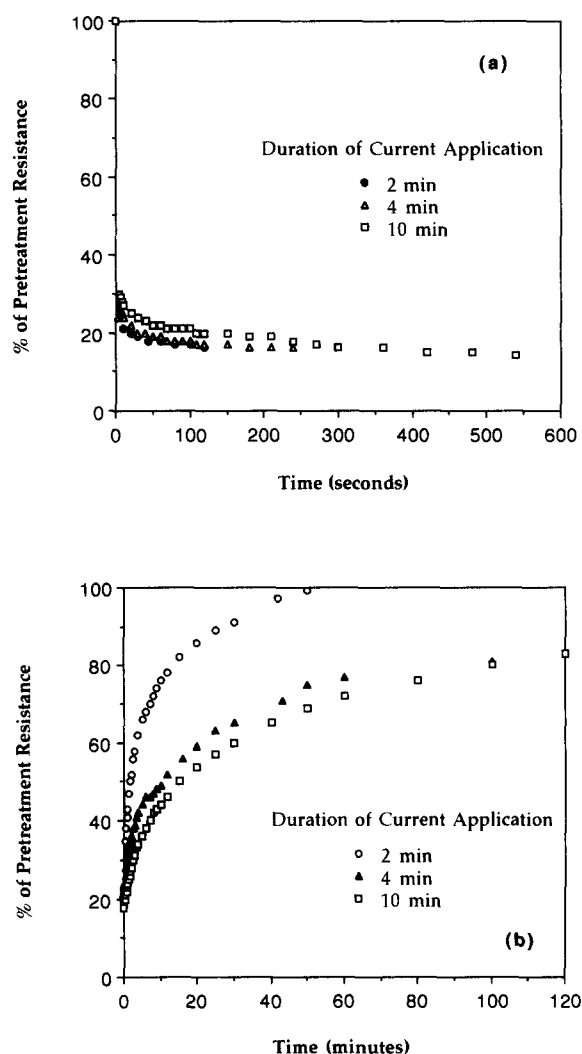 (a)
% of Pretreatment Resistance
100
80
60
40
20
0
Duration of Current Application
2 min
4 min
10 min
0 100 200 300 400 500 600
Time (seconds)
% of Pretreatment Resistance
100
80
60
40
20
0
Duration of Current Application
2 min
4 min
10 min
(b)
0 20 40 60 80 100 120
Time (minutes)